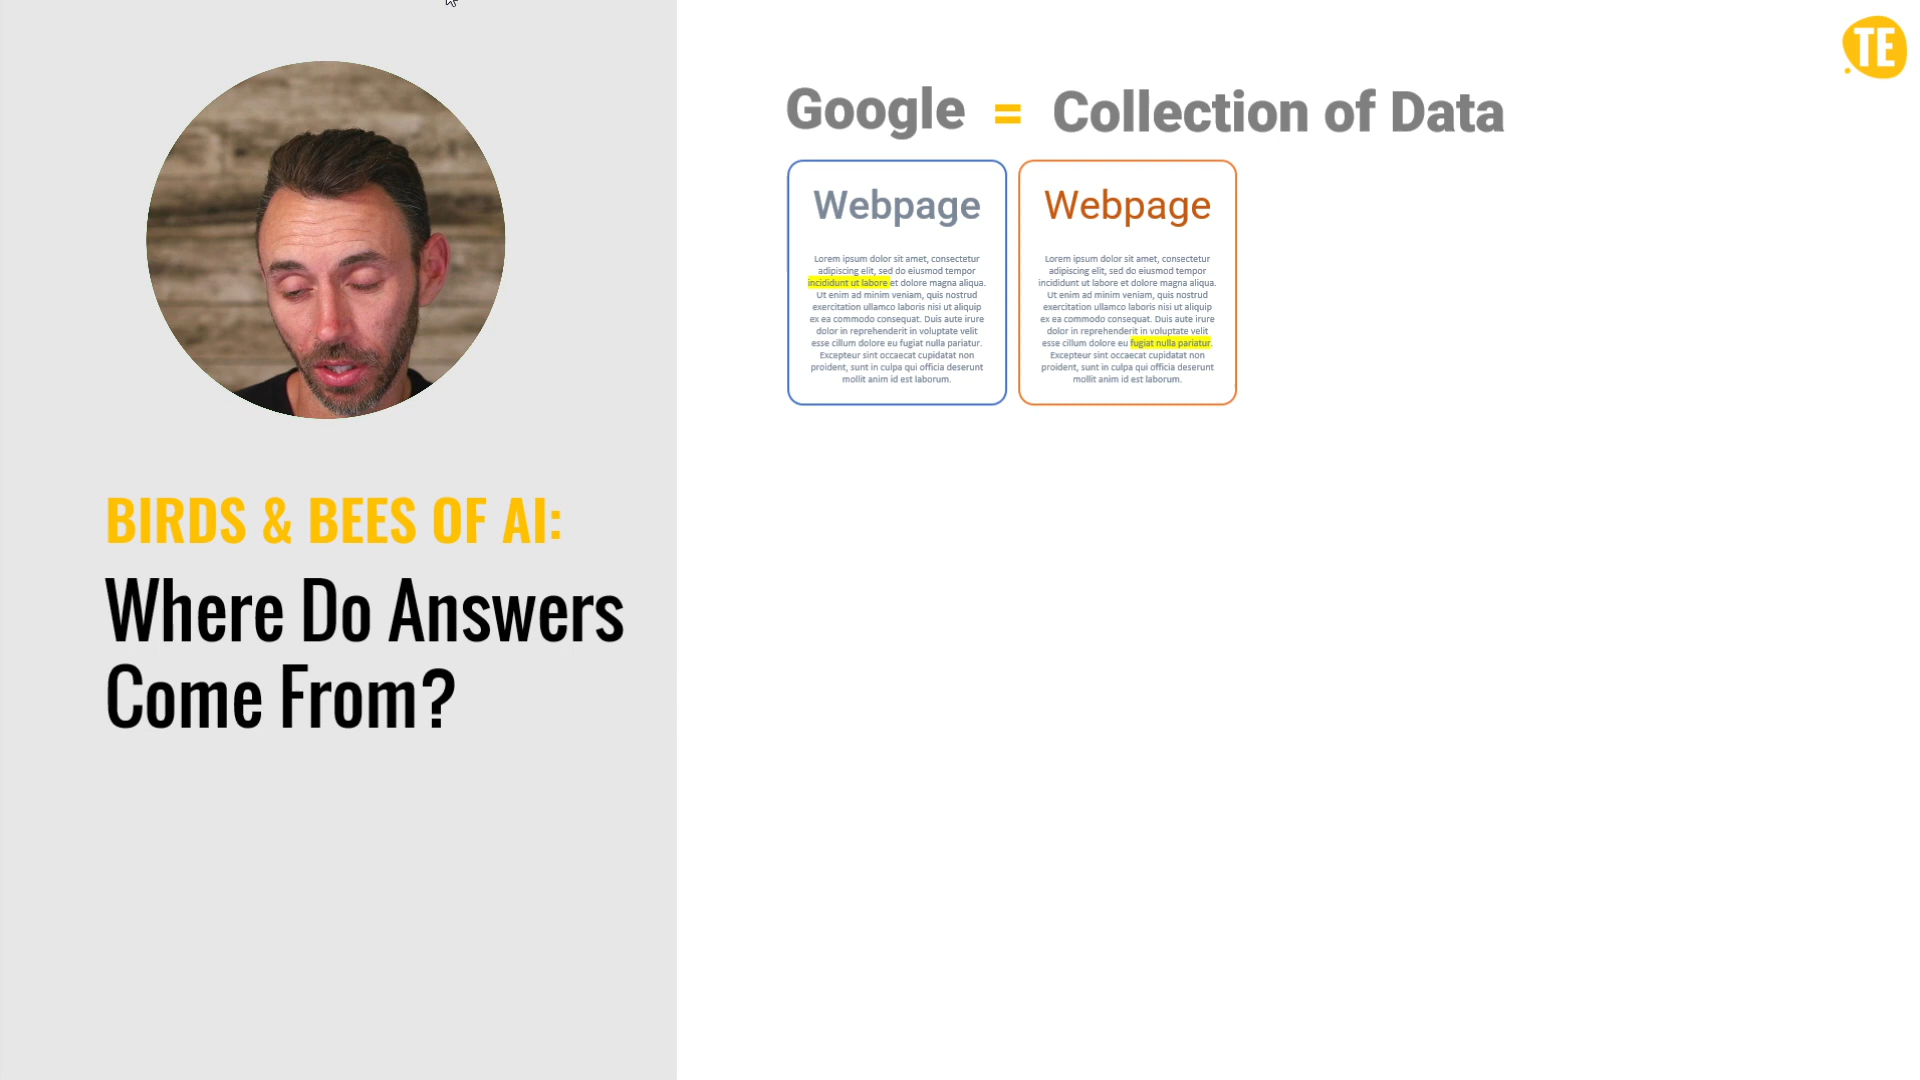 TE
Google = Collection of Data
Webpage
Lorem ipsum dolor sit amet, consectetur
adipiscing elit, sed do eiusmod tempor
incididunt ut labore et dolore magna aliqua.
Ut enim ad minim veniam, quis nostrud
exercitation ullamco laboris nisi ut aliquip
ex ea commodo consequat. Duis aute irure
dolor in reprehenderit in voluptate velit
esse cillum dolore eu fugiat nulla pariatur.
Excepteur sint occaecat cupidatat non
proident, sunt in culpa qui officia deserunt
mollit anim id est laborum.
Webpage
Lorem ipsum dolor sit amet, consectetur
adipiscing elit, sed do eiusmod tempor
incididunt ut labore et dolore magna aliqua.
Ut enim ad minim veniam, quis nostrud
exercitation ullamco laboris nisi ut aliquip
ex ea commodo consequat. Duis aute irure
dolor in reprehenderit in voluptate velit
esse cillum dolore eu fugiat nulla pariatur.
Excepteur sint occaecat cupidatat non
proident, sunt in culpa qui officia deserunt
mollit anim id est laborum.
BIRDS & BEES OF AI:
Where Do Answers
Come From?